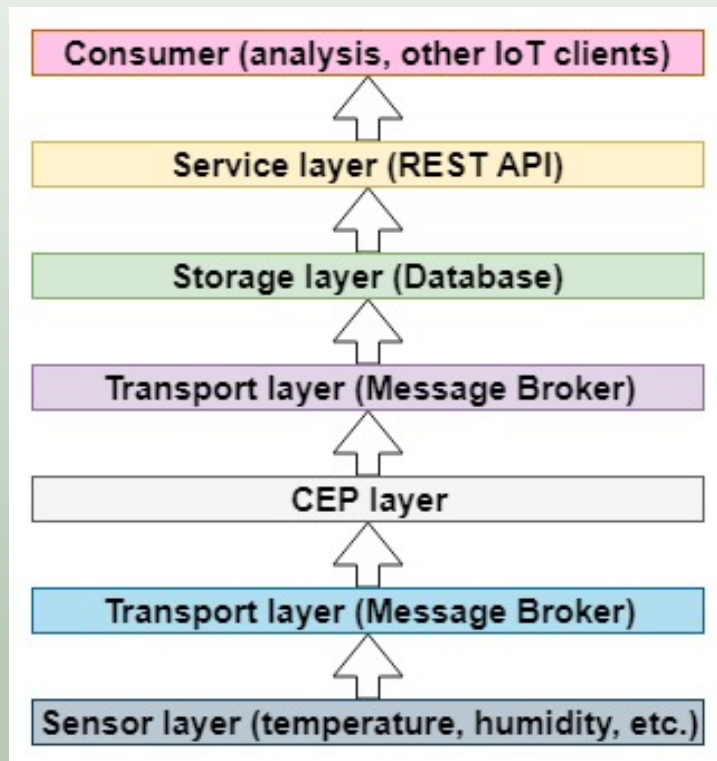 Consumer (analysis, other IoT clients)
Service layer (REST API)
Storage layer (Database)
Transport layer (Message Broker)
CEP layer
Transport layer (Message Broker)
Sensor layer (temperature, humidity, etc.)